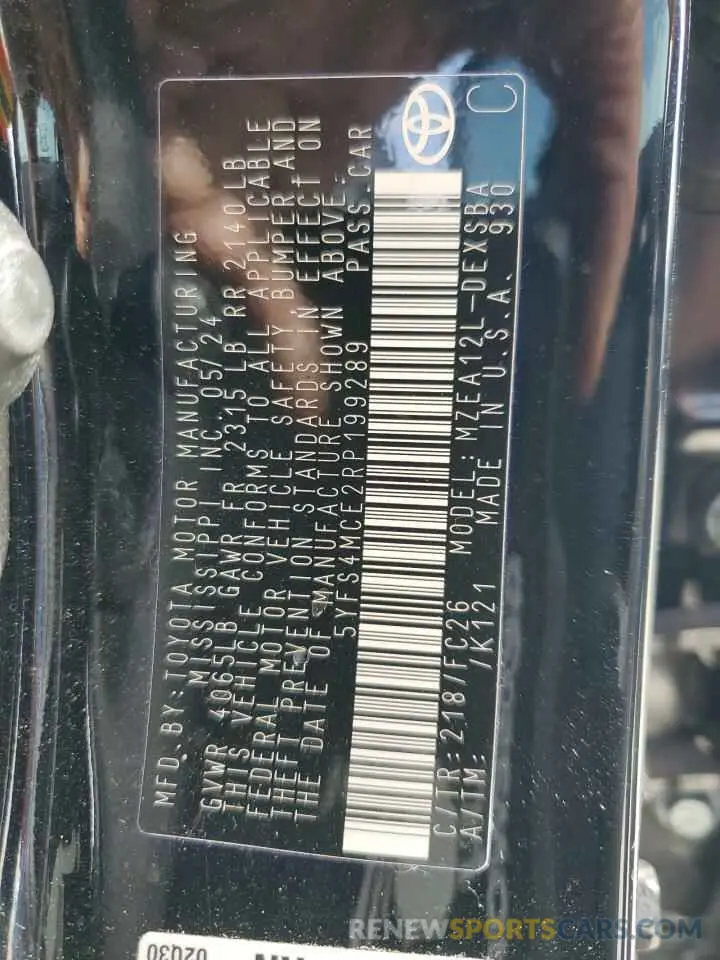 MFD.BY:TOYOTA MOTOR MANUFACTURING
MISSISSIPPI INC. 05/24
GVWR 4065LB GAWR FR 2315 LB RR 2140LB
THIS VEHICLE CONFORMS TO ALL APPLICABLE
FEDERAL MOTOR VEHICLE SAFETY, BUMPER AND
THEFT PREVENTION STANDARDS IN EFFECT ON
THE DATE OF MANUFACTURE SHOWN ABOVE.
5YFS4MCE2RP199289 PASS.CAR
C/TR:218/FC26 MODEL:MZEA12L-DEXSBA
A/TM: /K121 MADE IN U.S.A. 930
C
02030
RENEWSPORTSCARS.COM